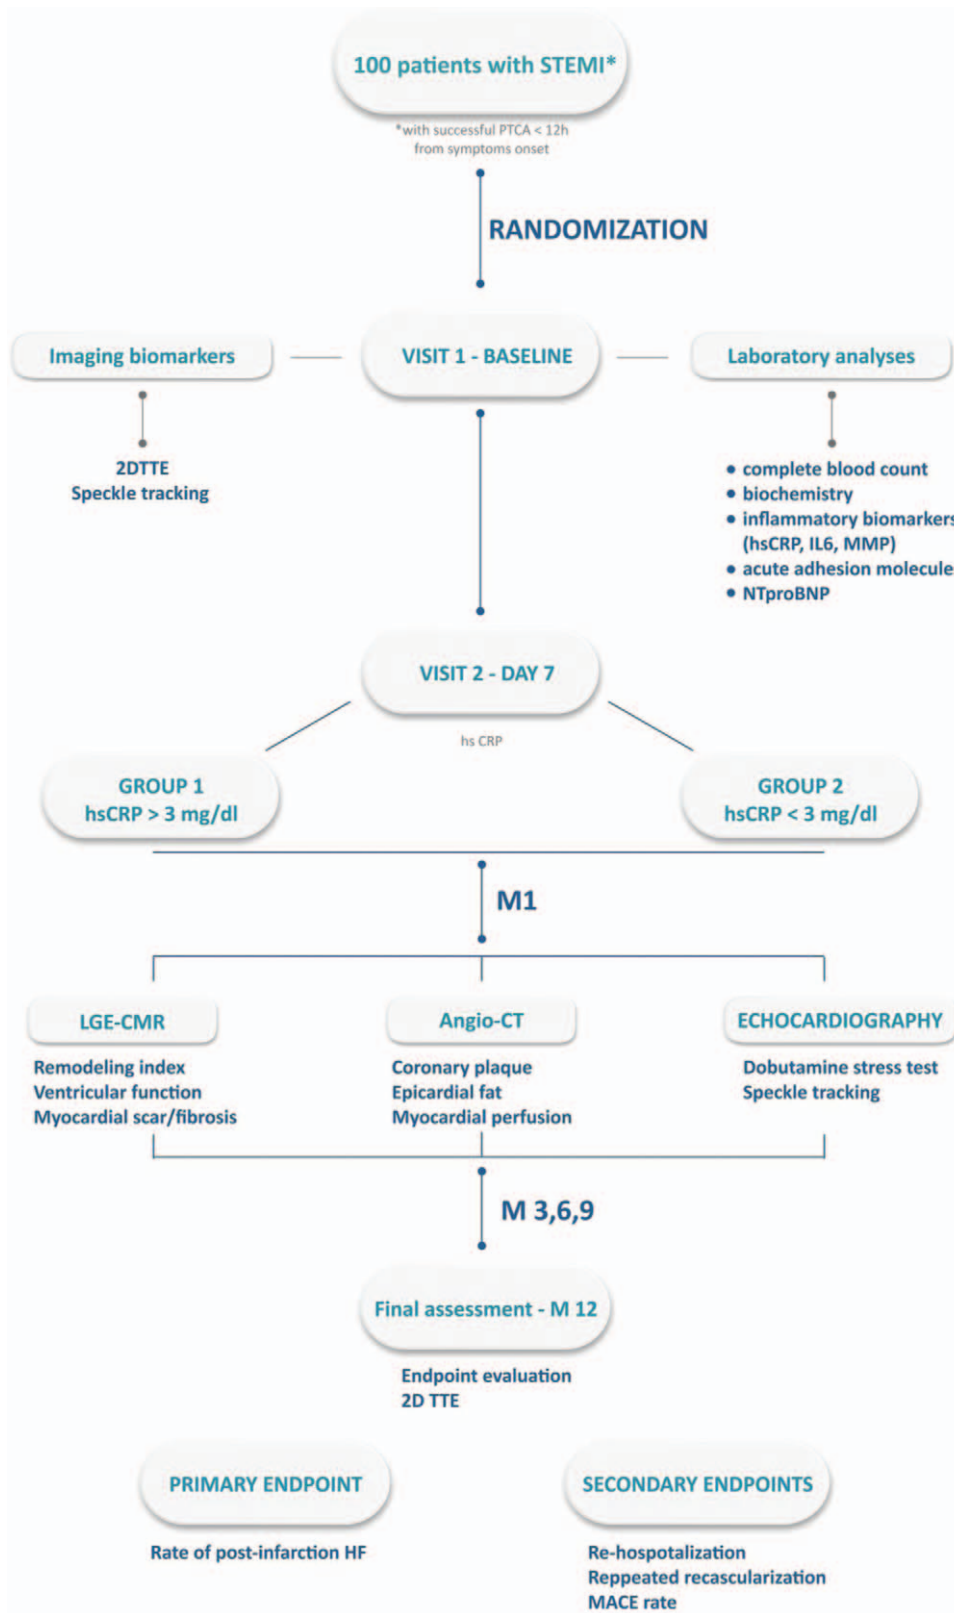 100 patients with STEMI*
*with successful PTCA < 12h
from symptoms onset
RANDOMIZATION
Imaging biomarkers
VISIT 1 - BASELINE
Laboratory analyses
2DTTE
Speckle tracking
• complete blood count
• biochemistry
• inflammatory biomarkers
(hsCRP, IL6, MMP)
• acute adhesion molecule
• NTproBNP
VISIT 2 - DAY 7
hs CRP
GROUP 1
hsCRP > 3 mg/dl
GROUP 2
hsCRP < 3 mg/dl
M1
LGE-CMR
Remodeling index
Ventricular function
Myocardial scar/fibrosis
Angio-CT
Coronary plaque
Epicardial fat
Myocardial perfusion
ECHOCARDIOGRAPHY
Dobutamine stress test
Speckle tracking
M 3,6,9
Final assessment - M 12
Endpoint evaluation
2D TTE
PRIMARY ENDPOINT
Rate of post-infarction HF
SECONDARY ENDPOINTS
Re-hospotalization
Reppeated recascularization
MACE rate